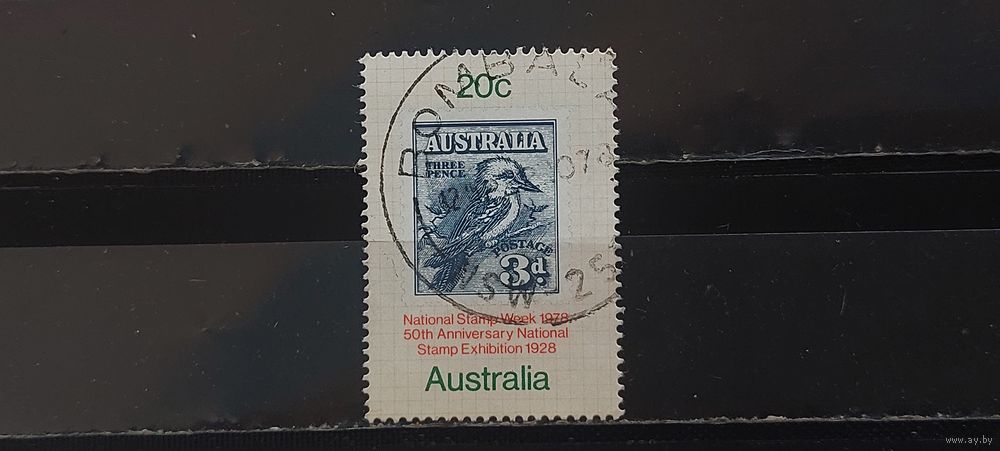 20c
AUSTRALIA
THREE
PENCE
POSTAGE
3d.
National Stamp Week 1978
50th Anniversary National
Stamp Exhibition 1928
Australia
www.ay.by